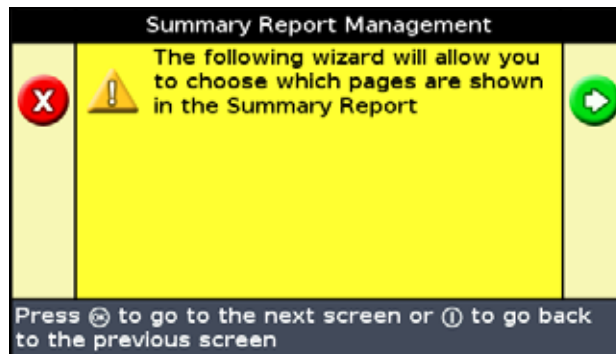 Summary Report Management
The following wizard will allow you
to choose which pages are shown
in the Summary Report
X
Press OK to go to the next screen or to go back
to the previous screen